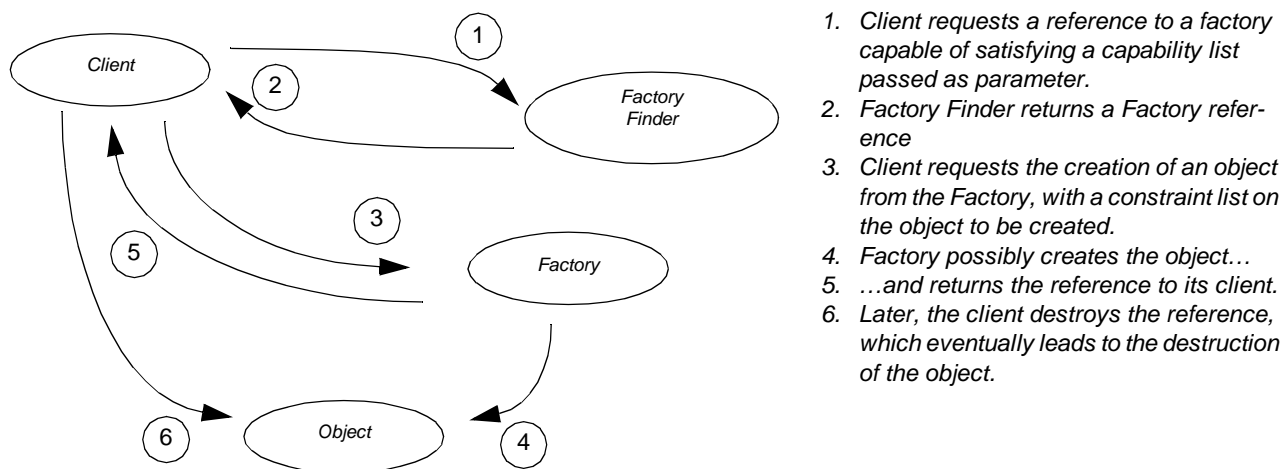 1
Client
2
Factory
Finder
3
5
Factory
6
Object
4
1. Client requests a reference to a factory
capable of satisfying a capability list
passed as parameter.
2. Factory Finder returns a Factory refer-
ence
3. Client requests the creation of an object
from the Factory, with a constraint list on
the object to be created.
4. Factory possibly creates the object…
5. …and returns the reference to its client.
6. Later, the client destroys the reference,
which eventually leads to the destruction
of the object.